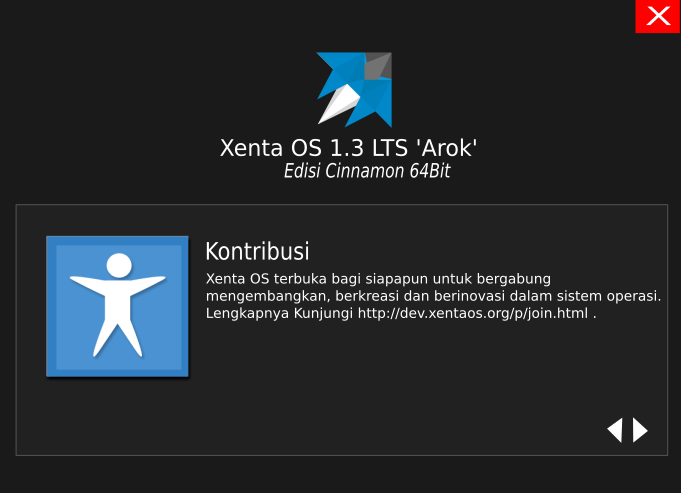 Xenta OS 1.3 LTS 'Arok'
Edisi Cinnamon 64Bit
Kontribusi
Xenta OS terbuka bagi siapapun untuk bergabung
mengembangkan, berkreasi dan berinovasi dalam sistem operasi.
Lengkapnya Kunjungi http://dev.xentaos.org/p/join.html .